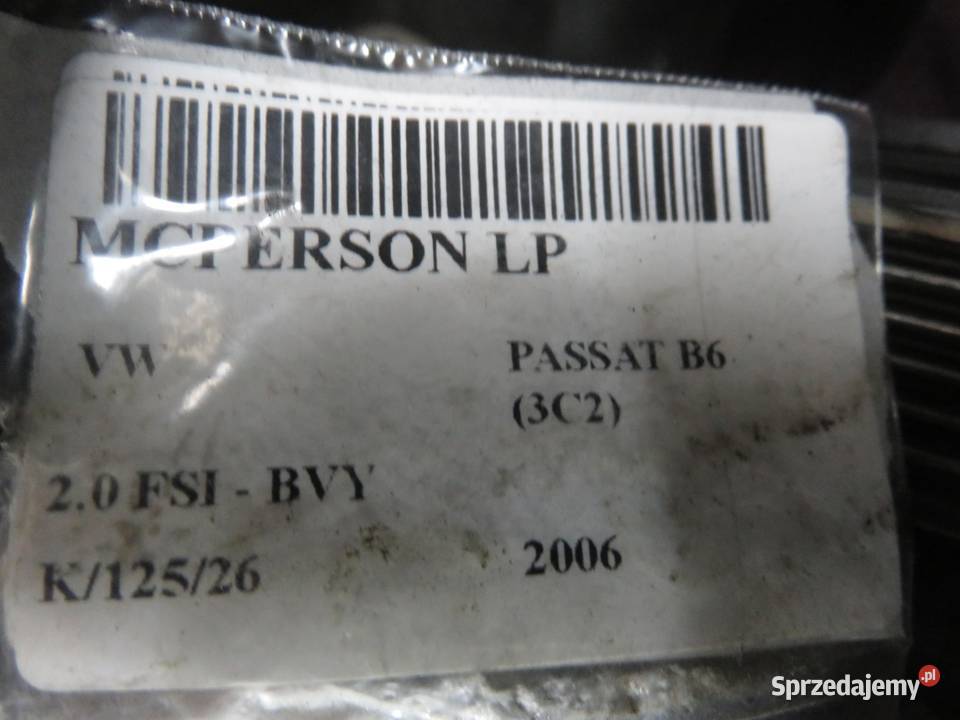 MCPERSON LP
VW PASSAT B6
(3C2)
2.0 FSI - BVY
K/125/26 2006
Sprzedajemy.pl